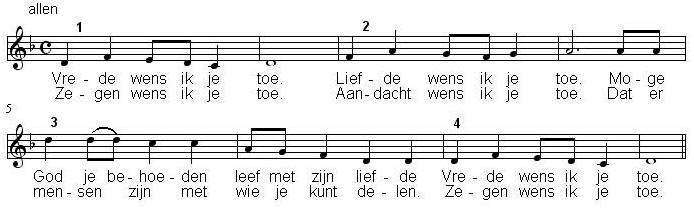 allen
1 2
Vre - de wens ik je toe. Lief - de wens ik je toe. Mo - ge
Ze - gen wens ik je toe. Aan - dacht wens ik je toe. Dat er
5
3 4
God je be - hoe - den leef met zijn lief - de Vre - de wens ik je toe.
men - sen zijn met wie je kunt de - len. Ze - gen wens ik je toe.